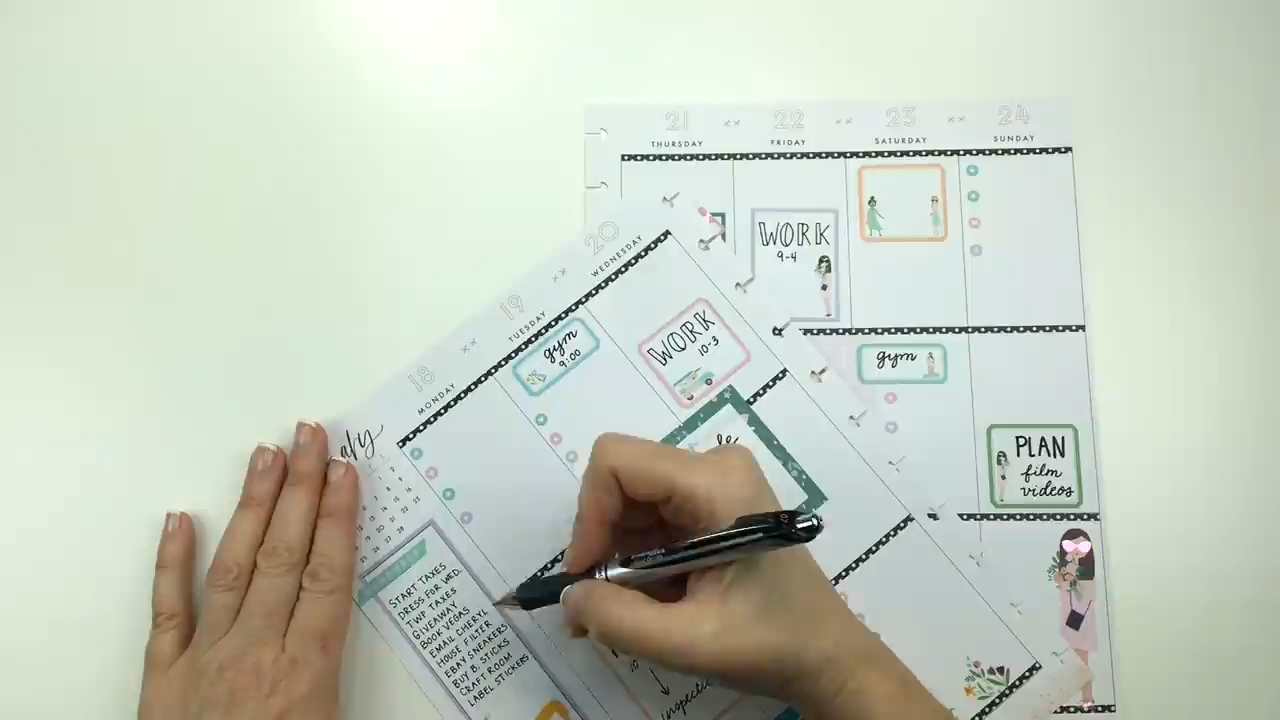 21 ×× 22 ×× 23 ×× 24
THURSDAY FRIDAY SATURDAY SUNDAY
WORK
9-4
gym
PLAN
film
videos
18 ×× 19 ×× 20
MONDAY TUESDAY WEDNESDAY
gym
9:00
WORK
10-3
START TAXES
DRESS FOR WED.
TWP TAXES
GIVEAWAY
BOOK VEGAS
EMAIL CHERYL
HOUSE FILTER
EBAY SNEAKERS
BUY B. STICKS
CRAFT ROOM
LABEL STICKERS